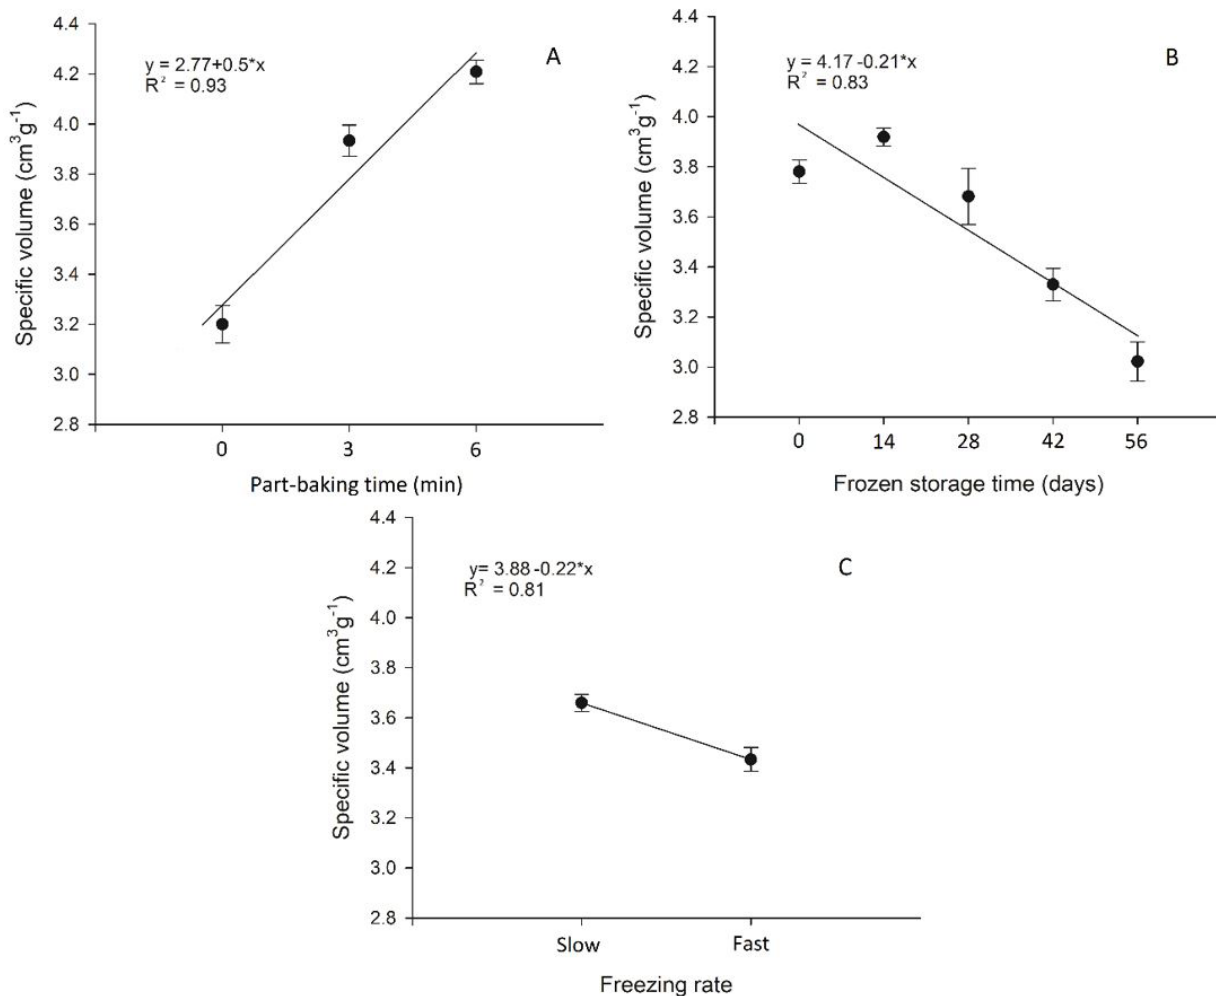 A
y = 2.77+0.5*x
R² = 0.93
Specific volume (cm³g⁻¹)
4.4
4.2
4.0
3.8
3.6
3.4
3.2
3.0
2.8
0 3 6
Part-baking time (min)
B
y = 4.17 -0.21*x
R² = 0.83
Specific volume (cm³g⁻¹)
4.4
4.2
4.0
3.8
3.6
3.4
3.2
3.0
2.8
0 14 28 42 56
Frozen storage time (days)
C
y= 3.88 -0.22*x
R² = 0.81
Specific volume (cm³g⁻¹)
4.4
4.2
4.0
3.8
3.6
3.4
3.2
3.0
2.8
Slow Fast
Freezing rate